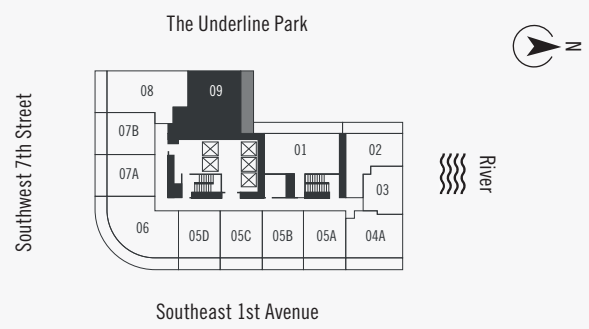 The Underline Park
N
08
09
07B
01
02
Southwest 7th Street
River
07A
03
06
05D
05C
05B
05A
04A
Southeast 1st Avenue